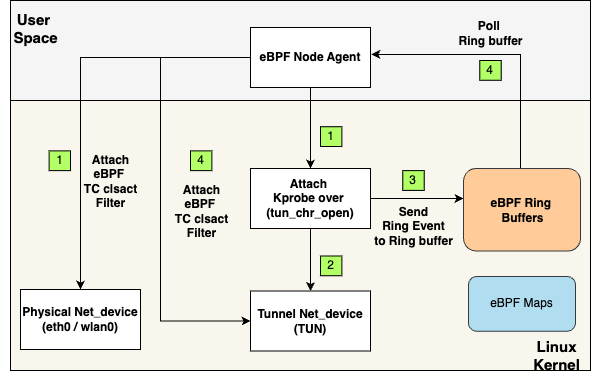 User
Space
eBPF Node Agent
Poll
Ring buffer
4
1
1
Attach
eBPF
TC clsact
Filter
4
Attach
eBPF
TC clsact
Filter
Attach
Kprobe over
(tun_chr_open)
3
Send
Ring Event
to Ring buffer
eBPF Ring
Buffers
2
Physical Net_device
(eth0 / wlan0)
Tunnel Net_device
(TUN)
eBPF Maps
Linux
Kernel